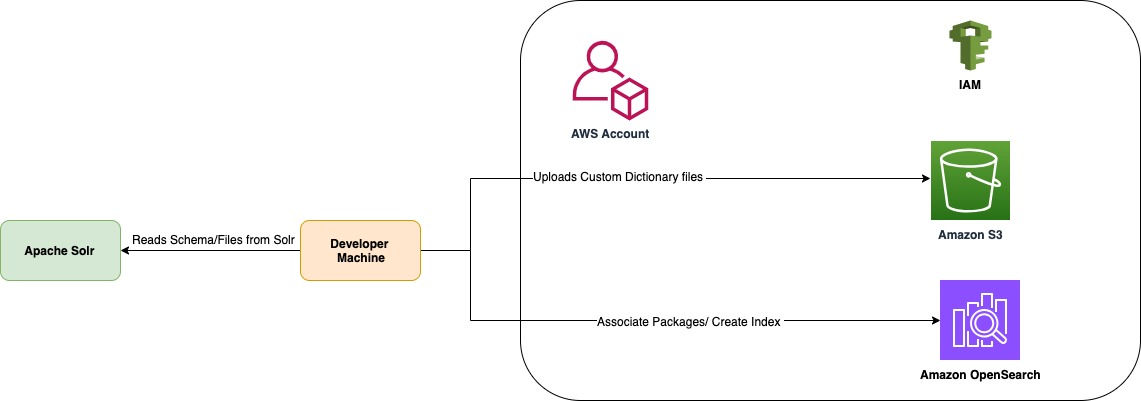 IAM
AWS Account
Uploads Custom Dictionary files
Amazon S3
Apache Solr
Reads Schema/Files from Solr
Developer
Machine
Associate Packages/ Create Index
Amazon OpenSearch